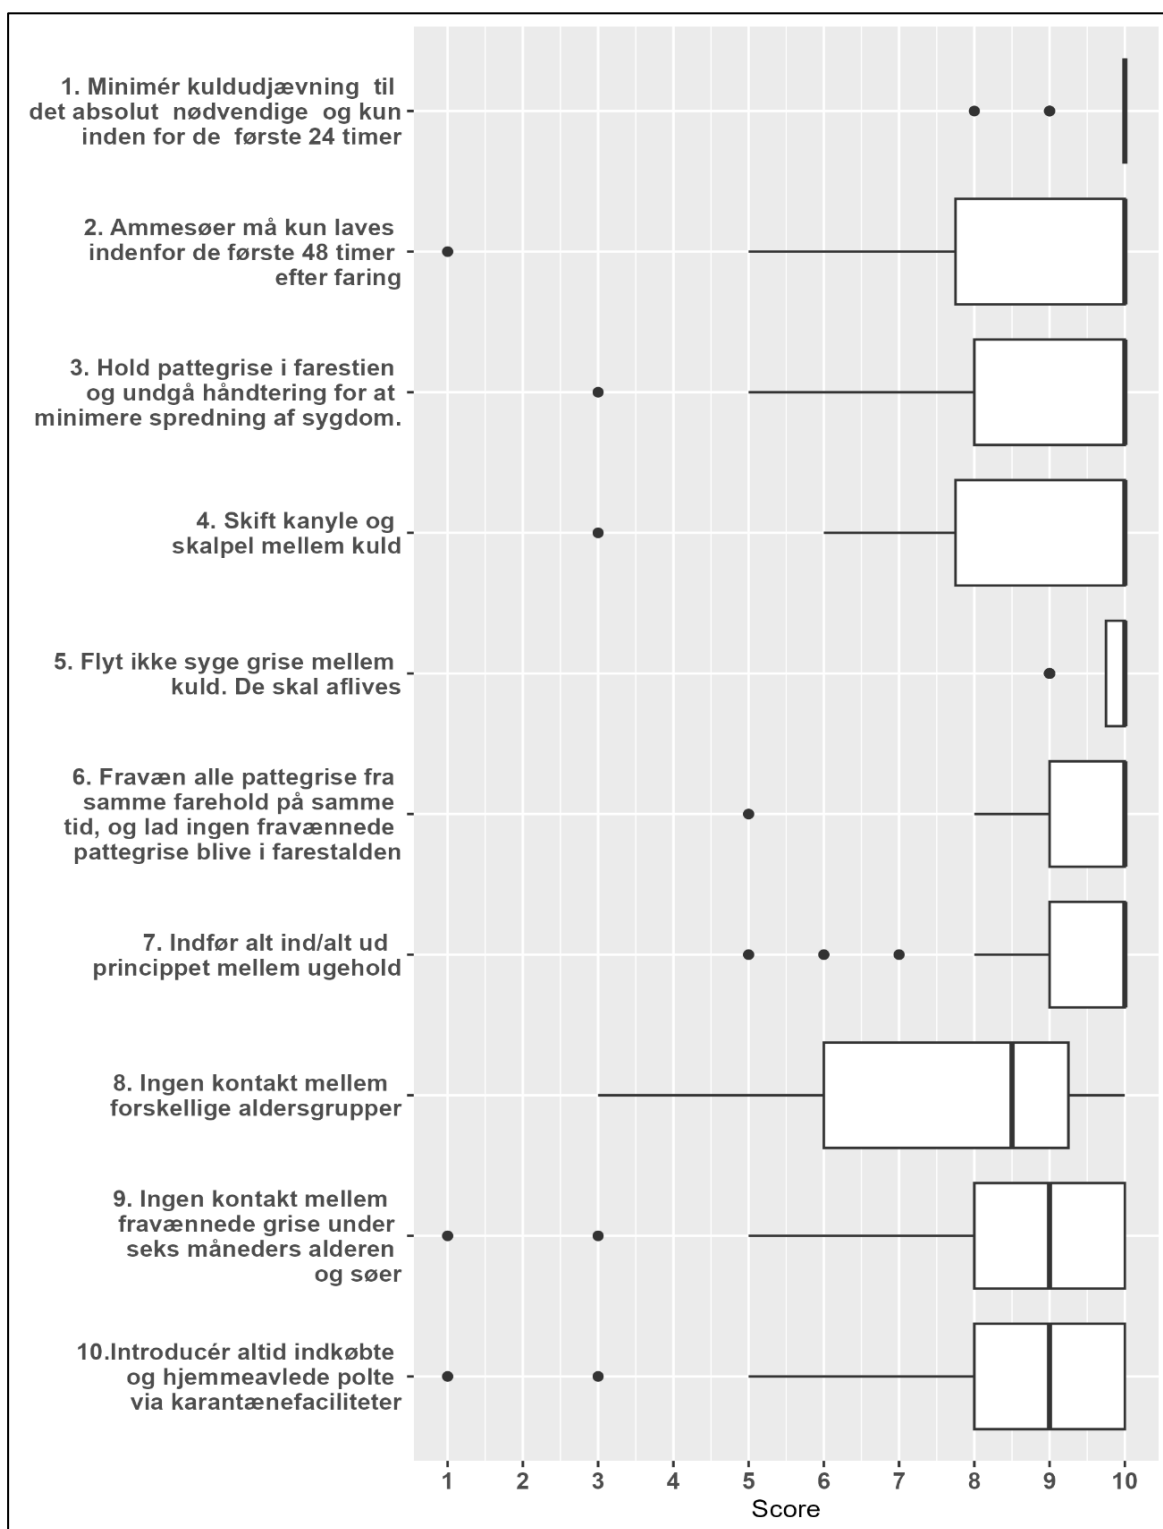 1. Minimér kuldudjævning til
det absolut nødvendige og kun
inden for de første 24 timer
2. Ammesøer må kun laves
indenfor de første 48 timer
efter faring
3. Hold pattegrise i farestien
og undgå håndtering for at
minimere spredning af sygdom.
4. Skift kanyle og
skalpel mellem kuld
5. Flyt ikke syge grise mellem
kuld. De skal aflives
6. Fravæn alle pattegrise fra
samme farehold på samme
tid, og lad ingen fravænnede
pattegrise blive i farestalden
7. Indfør alt ind/alt ud
princippet mellem ugehold
8. Ingen kontakt mellem
forskellige aldersgrupper
9. Ingen kontakt mellem
fravænnede grise under
seks måneders alderen
og søer
10.Introducér altid indkøbte
og hjemmeavlede polte
via karantænefaciliteter
1 2 3 4 5 6 7 8 9 10
Score